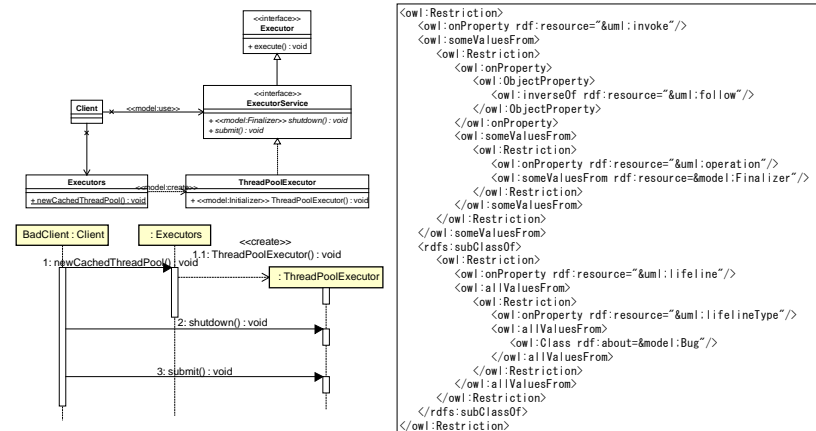 <<interface>>
Executor
+ execute() : void
<<interface>>
ExecutorService
+ <<model:Finalizer>> shutdown() : void
+ submit() : void
Client
<<model:use>>
Executors
+ newCachedThreadPool() : void
<<model:create>>
ThreadPoolExecutor
+ <<model:Initializer>> ThreadPoolExecutor() : void
BadClient : Client
: Executors
<<create>>
1.1: ThreadPoolExecutor() : void
1: newCachedThreadPool() : void
: ThreadPoolExecutor
2: shutdown() : void
3: submit() : void
<owl:Restriction>
<owl:onProperty rdf:resource="&uml;invoke"/>
<owl:someValuesFrom>
<owl:Restriction>
<owl:onProperty>
<owl:ObjectProperty>
<owl:inverseOf rdf:resource="&uml;follow"/>
</owl:ObjectProperty>
</owl:onProperty>
<owl:someValuesFrom>
<owl:Restriction>
<owl:onProperty rdf:resource="&uml;operation"/>
<owl:someValuesFrom rdf:resource=&model;Finalizer"/>
</owl:Restriction>
</owl:someValuesFrom>
</owl:Restriction>
</owl:someValuesFrom>
<rdfs:subClassOf>
<owl:Restriction>
<owl:onProperty rdf:resource="&uml;lifeline"/>
<owl:allValuesFrom>
<owl:Restriction>
<owl:onProperty rdf:resource="&uml;lifelineType"/>
<owl:allValuesFrom>
<owl:Class rdf:about=&model;Bug"/>
</owl:allValuesFrom>
</owl:Restriction>
</owl:allValuesFrom>
</owl:Restriction>
</rdfs:subClassOf>
</owl:Restriction>